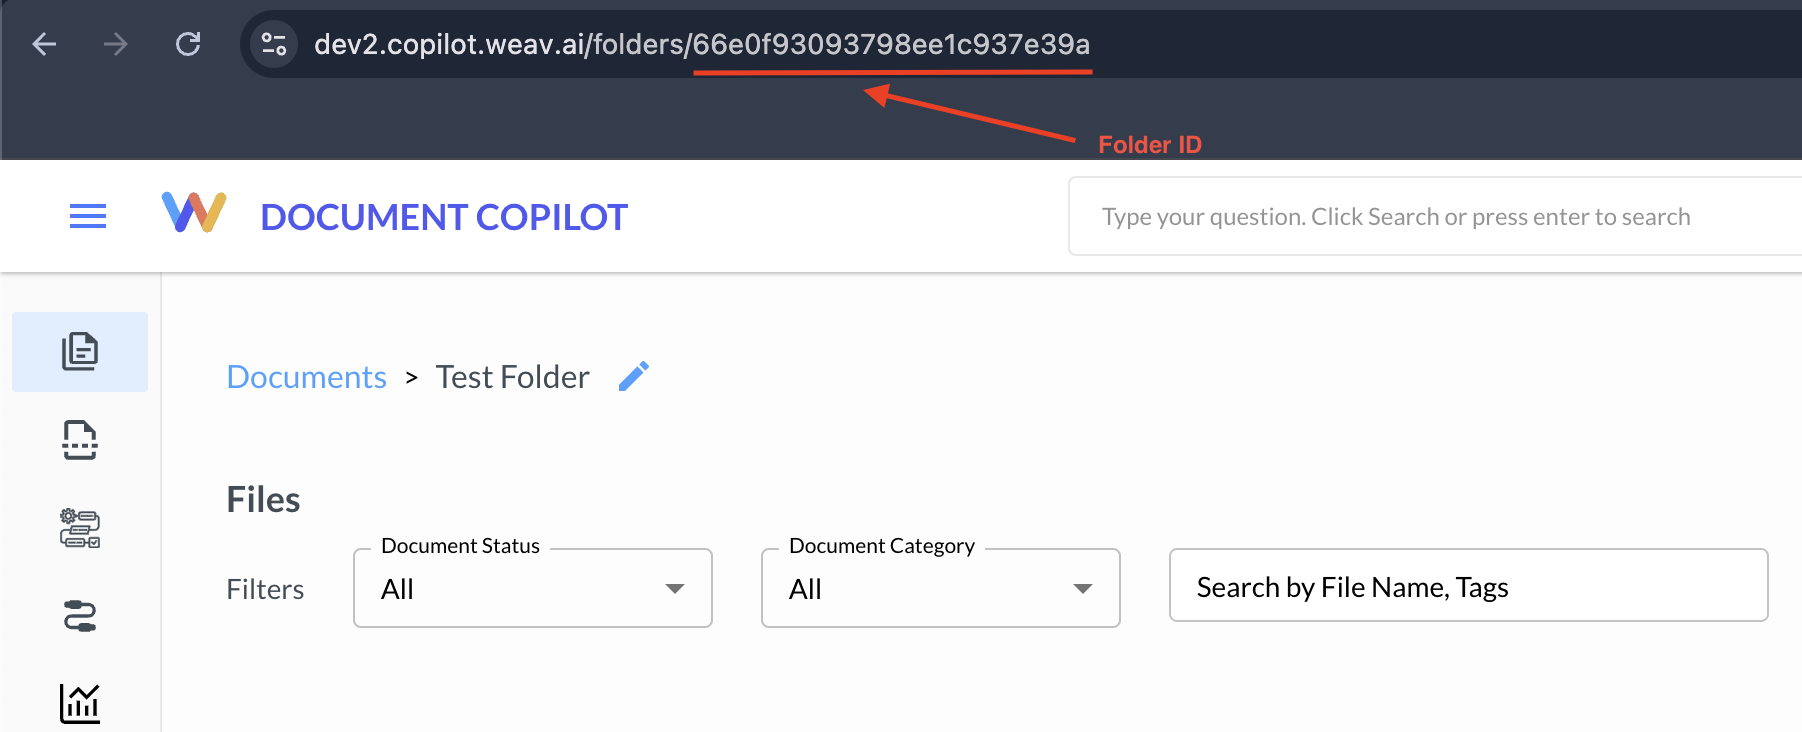 dev2.copilot.weav.ai/folders/66e0f93093798ee1c937e39a
Folder ID
DOCUMENT COPILOT
Type your question. Click Search or press enter to search
Documents > Test Folder
Files
Filters
Document Status
All
Document Category
All
Search by File Name, Tags